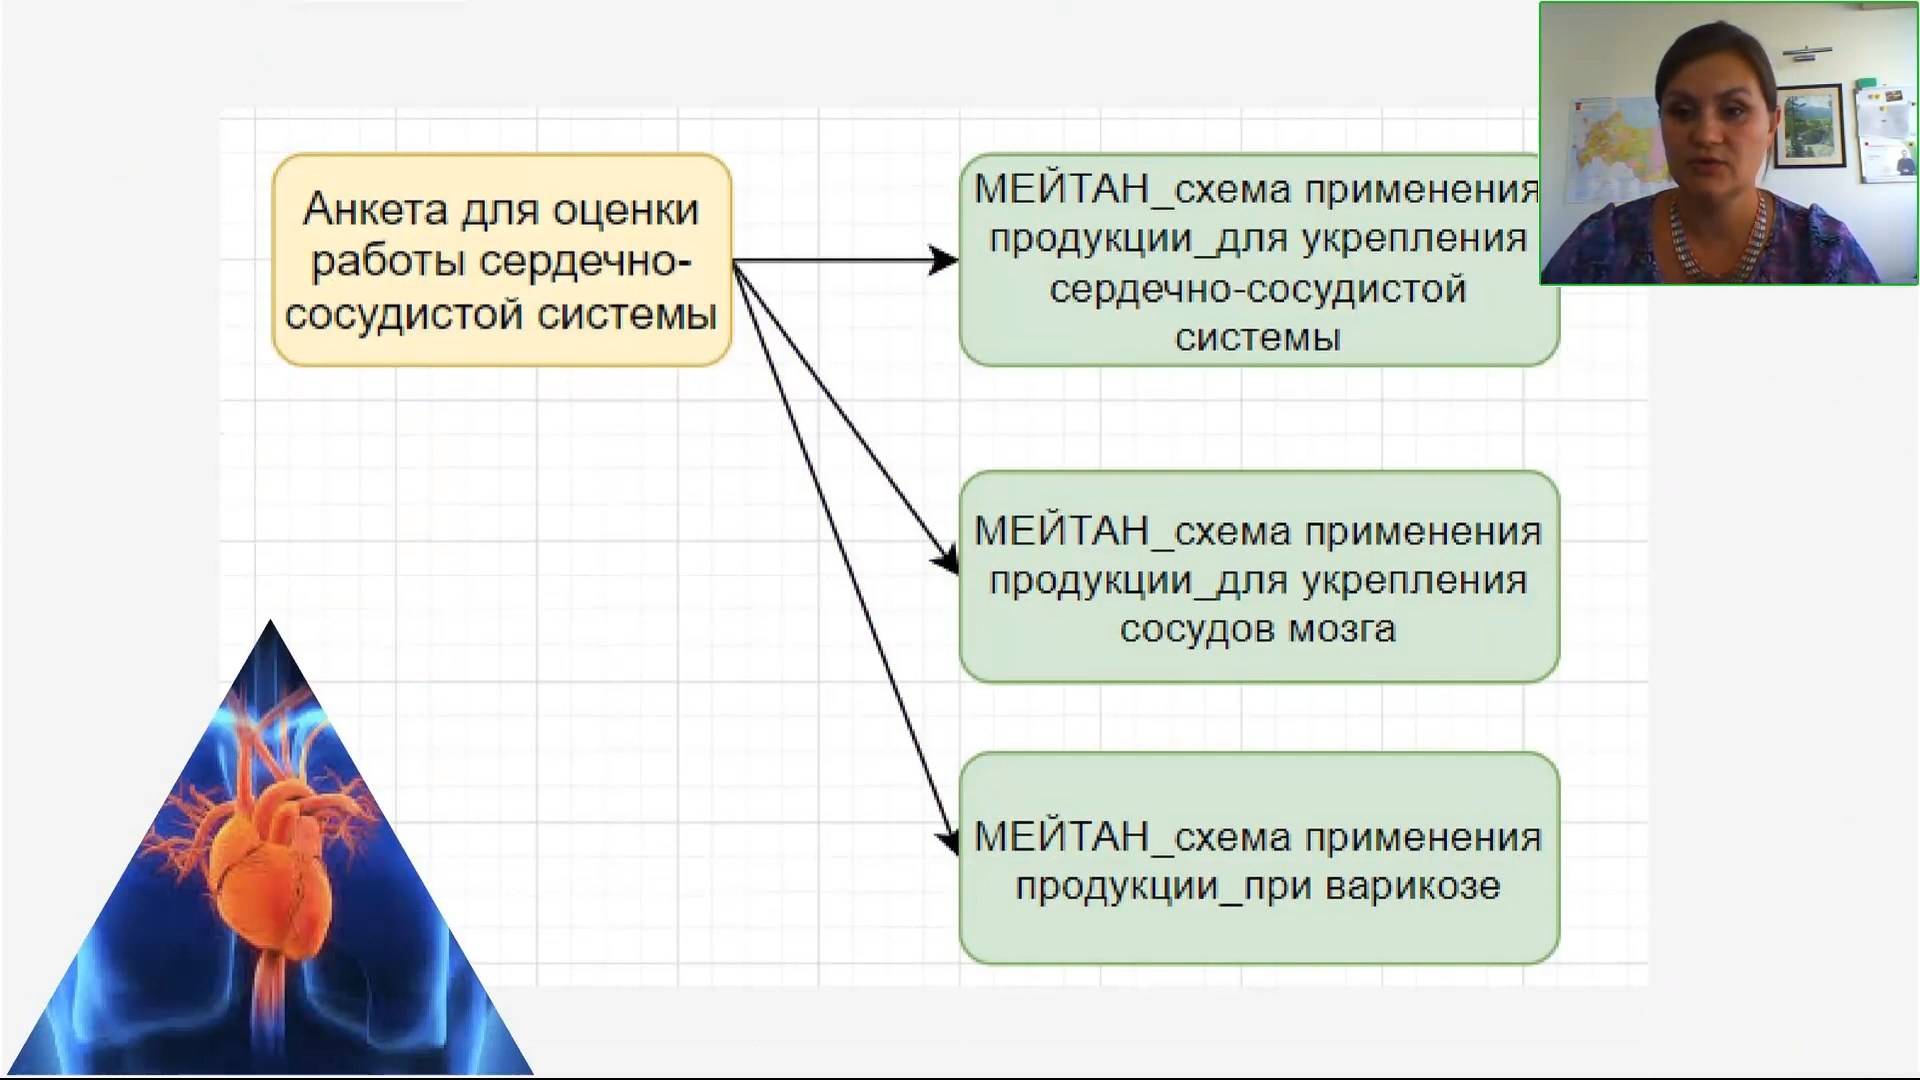 Анкета для оценки
работы сердечно-
сосудистой системы
МЕЙТАН_схема применения
продукции_для укрепления
сердечно-сосудистой
системы
МЕЙТАН_схема применения
продукции_для укрепления
сосудов мозга
МЕЙТАН_схема применения
продукции_при варикозе